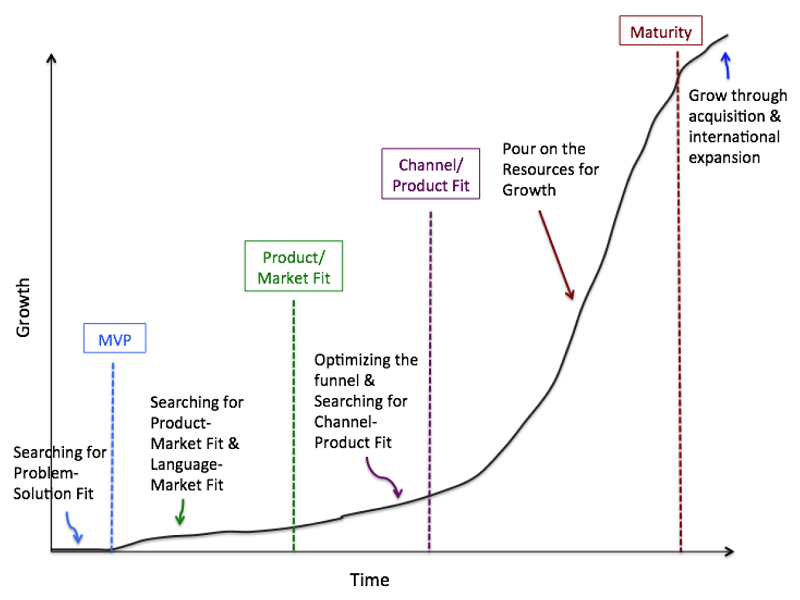 Maturity
Grow through
acquisition &
international
expansion
Pour on the
Resources for
Growth
Channel/
Product Fit
Product/
Market Fit
MVP
Optimizing the
funnel &
Searching for
Channel-
Product Fit
Searching for
Product-
Market Fit &
Language-
Market Fit
Searching for
Problem-
Solution Fit
Growth
Time